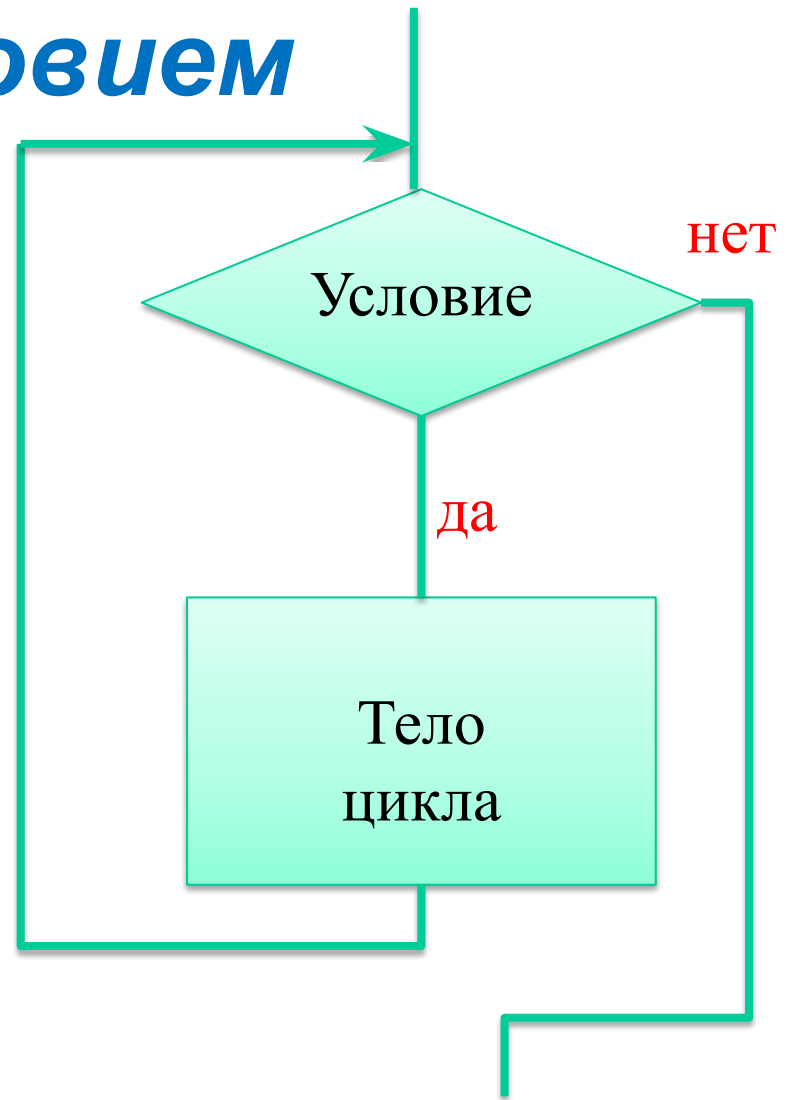 овием
нет
Условие
да
Тело
цикла